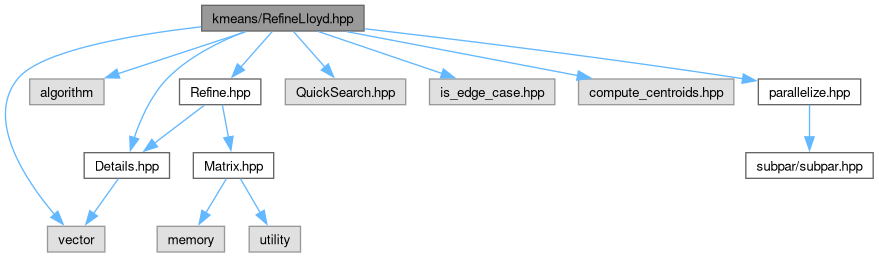 kmeans/RefineLloyd.hpp
algorithm
Refine.hpp
QuickSearch.hpp
is_edge_case.hpp
compute_centroids.hpp
parallelize.hpp
Details.hpp
Matrix.hpp
subpar/subpar.hpp
vector
memory
utility